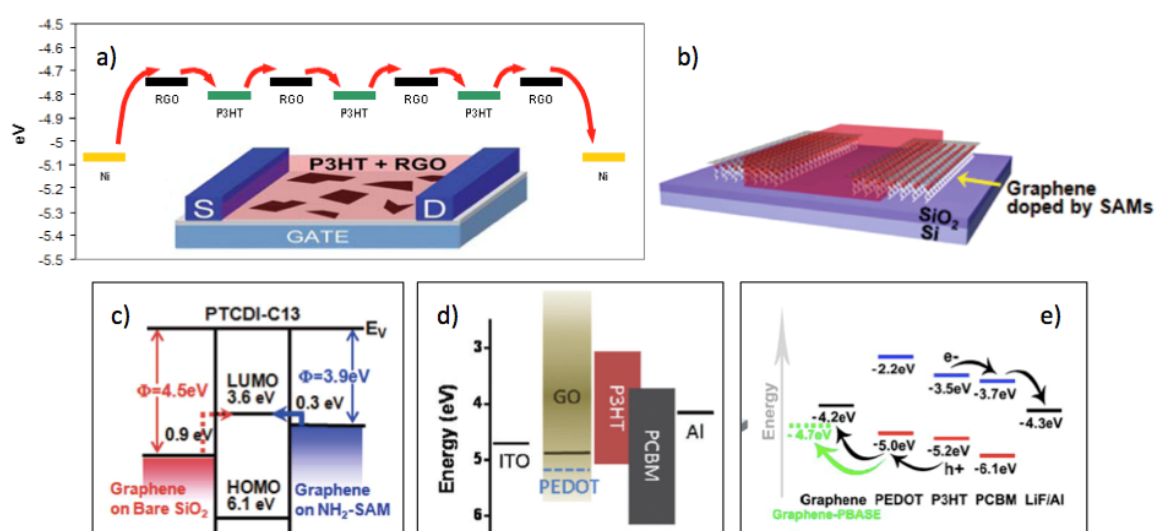 a)
-4.5
-4.6
-4.7
-4.8
-4.9
-5
-5.1
-5.2
-5.3
-5.4
-5.5
eV
RGO
P3HT
RGO
P3HT
RGO
P3HT
RGO
Ni
Ni
P3HT + RGO
S
D
GATE
b)
Graphene
doped by SAMs
SiO2
Si
c)
PTCDI-C13
EV
Φ=4.5eV
LUMO
3.6 eV
Φ=3.9eV
0.3 eV
0.9 eV
Graphene
on Bare SiO2
HOMO
6.1 eV
Graphene
on NH2-SAM
d)
Energy (eV)
3
4
5
6
ITO
GO
PEDOT
P3HT
PCBM
Al
e)
Energy
e-
-2.2eV
-3.5eV
-3.7eV
-4.2eV
-4.3eV
-4.7eV
-5.0eV
-5.2eV
h+
-6.1eV
Graphene PEDOT P3HT PCBM LiF/Al
Graphene-PBASE